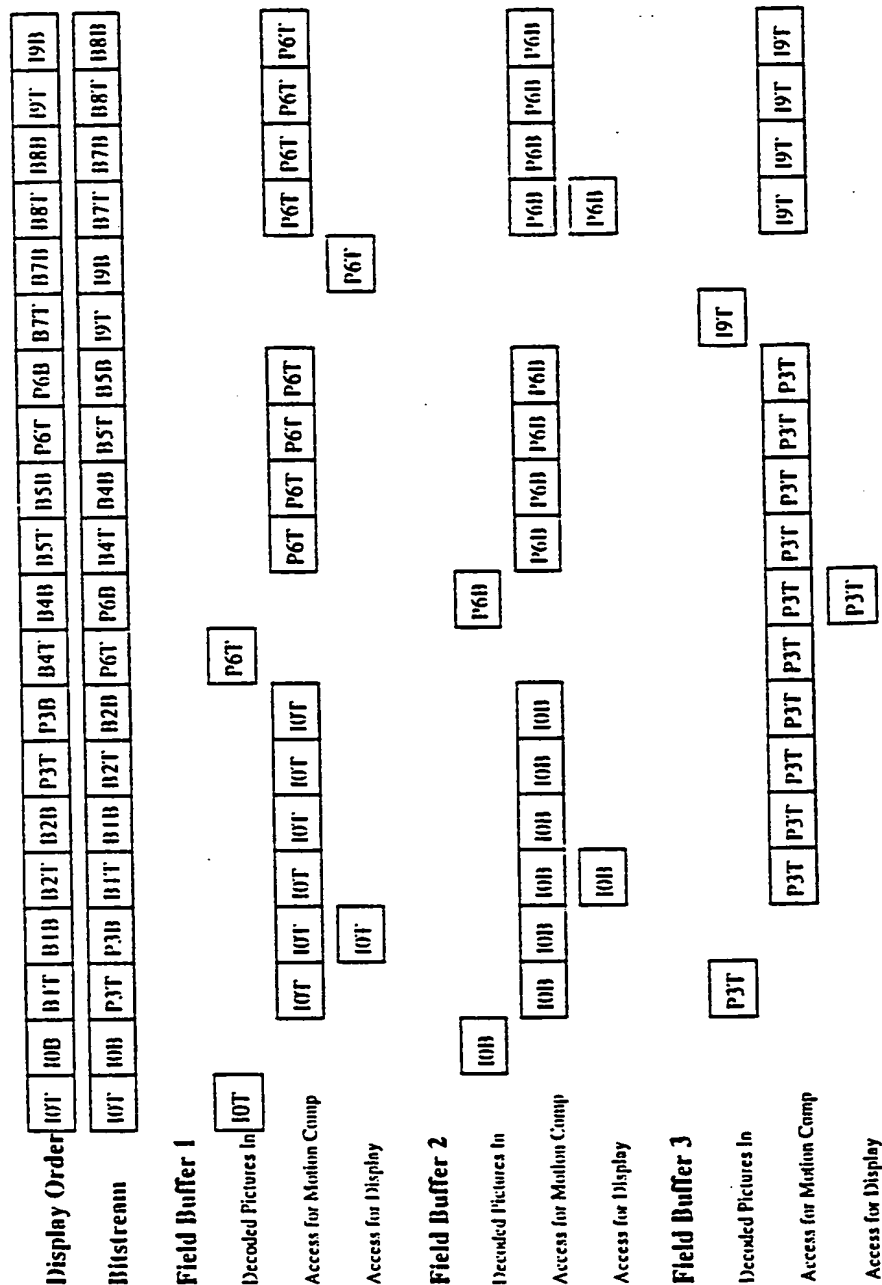 Display Order I0T I0B B1T B1B B2T B2B P3T P3B B4T B4B B5T B5B P6T P6B B7T B7B B8T B8B I9T I9B
Bitstream I0T I0B P3T P3B B1T B1B B2T B2B P6T P6B B4T B4B B5T B5B I9T I9B B7T B7B B8T B8B
Field Buffer 1
Decoded Pictures In I0T P6T
Access for Motion Comp I0T I0T I0T I0T I0T I0T P6T P6T P6T P6T P6T P6T P6T P6T
Access for Display I0T P6T
Field Buffer 2
Decoded Pictures In I0B P6B
Access for Motion Comp I0B I0B I0B I0B I0B I0B P6B P6B P6B P6B P6B P6B P6B P6B
Access for Display I0B P6B
Field Buffer 3
Decoded Pictures In P3T I9T
Access for Motion Comp P3T P3T P3T P3T P3T P3T P3T P3T P3T P3T I9T I9T I9T I9T
Access for Display P3T